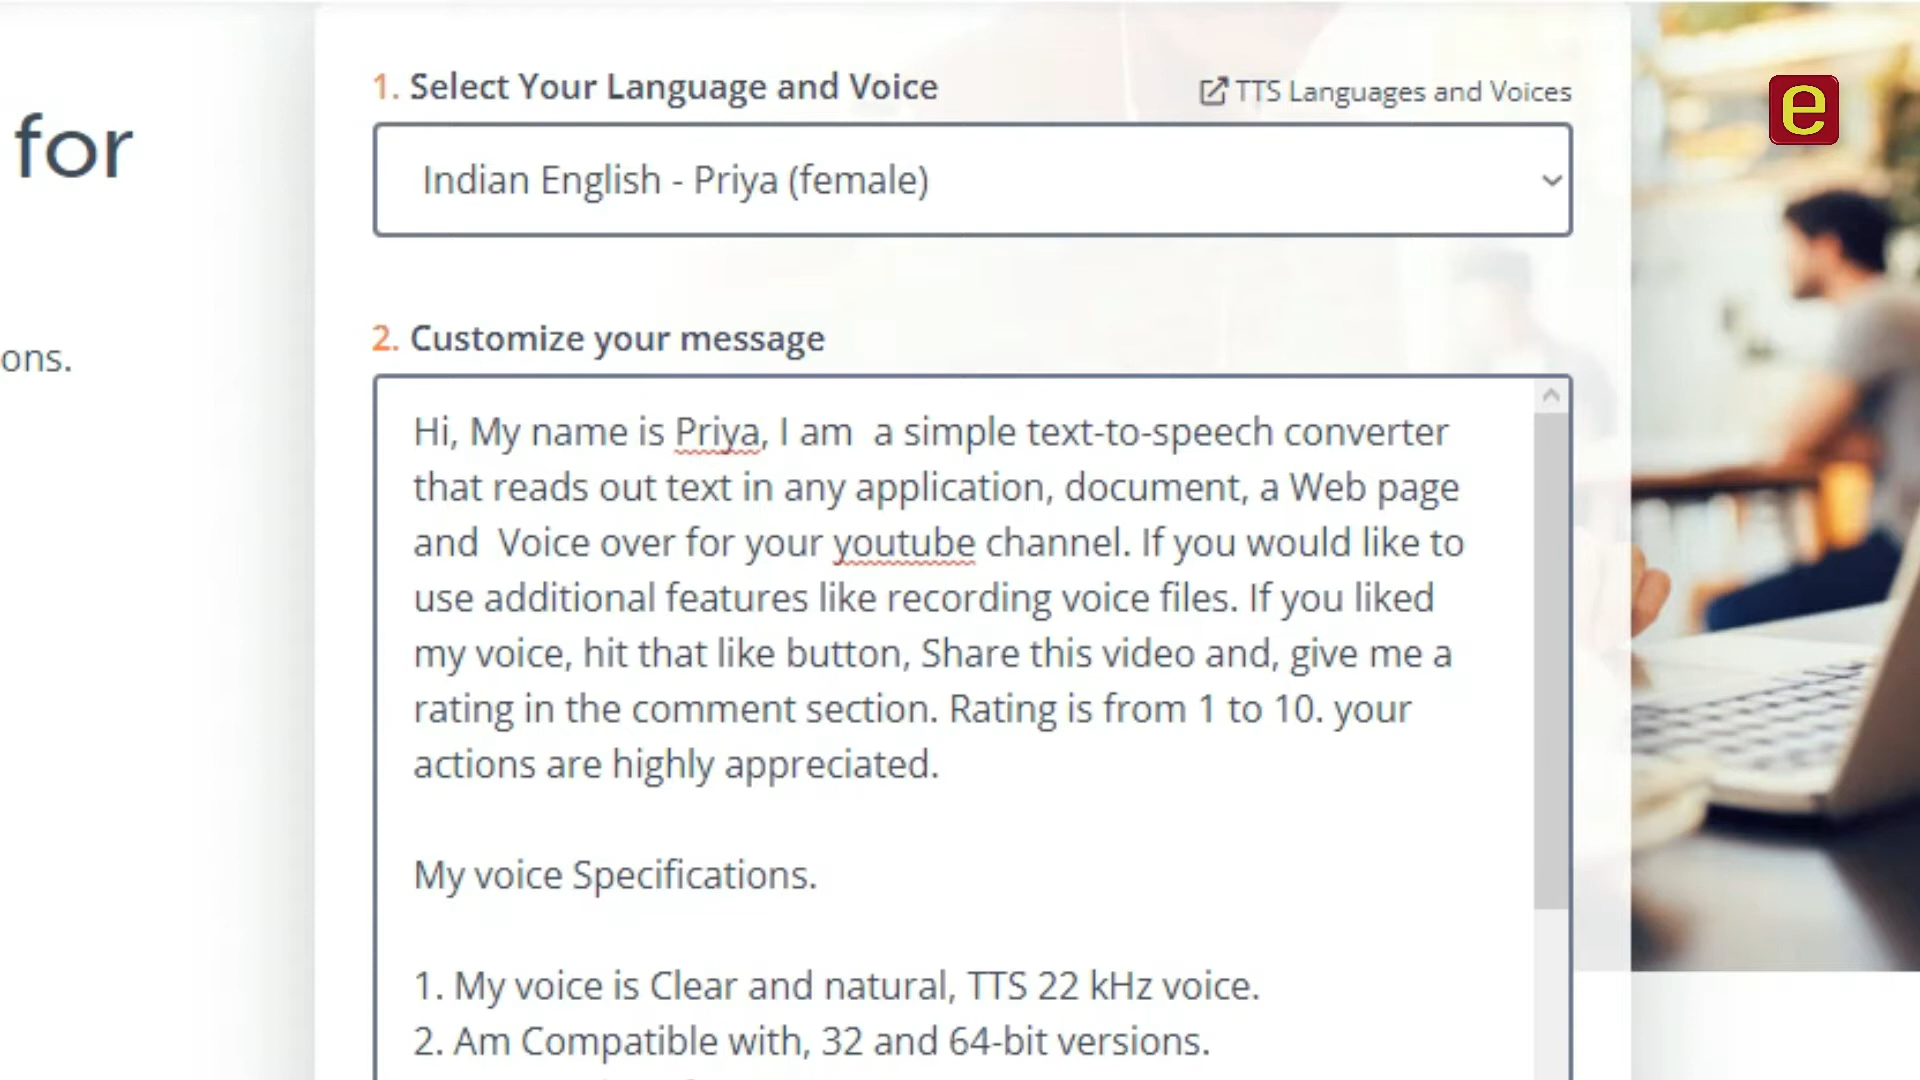 1. Select Your Language and Voice
TTS Languages and Voices
e
for
Indian English - Priya (female)
2. Customize your message
ons.
Hi, My name is Priya, I am  a simple text-to-speech converter
that reads out text in any application, document, a Web page
and  Voice over for your youtube channel. If you would like to
use additional features like recording voice files. If you liked
my voice, hit that like button, Share this video and, give me a
rating in the comment section. Rating is from 1 to 10. your
actions are highly appreciated.
My voice Specifications.
1. My voice is Clear and natural, TTS 22 kHz voice.
2. Am Compatible with, 32 and 64-bit versions.